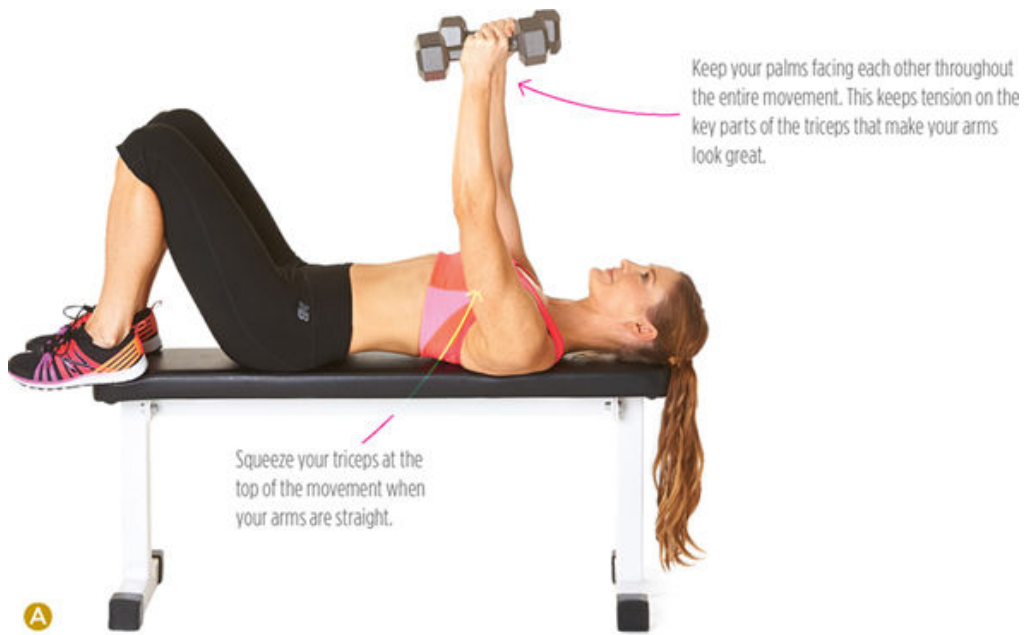 Keep your palms facing each other throughout
the entire movement. This keeps tension on the
key parts of the triceps that make your arms
look great.
Squeeze your triceps at the
top of the movement when
your arms are straight.
A